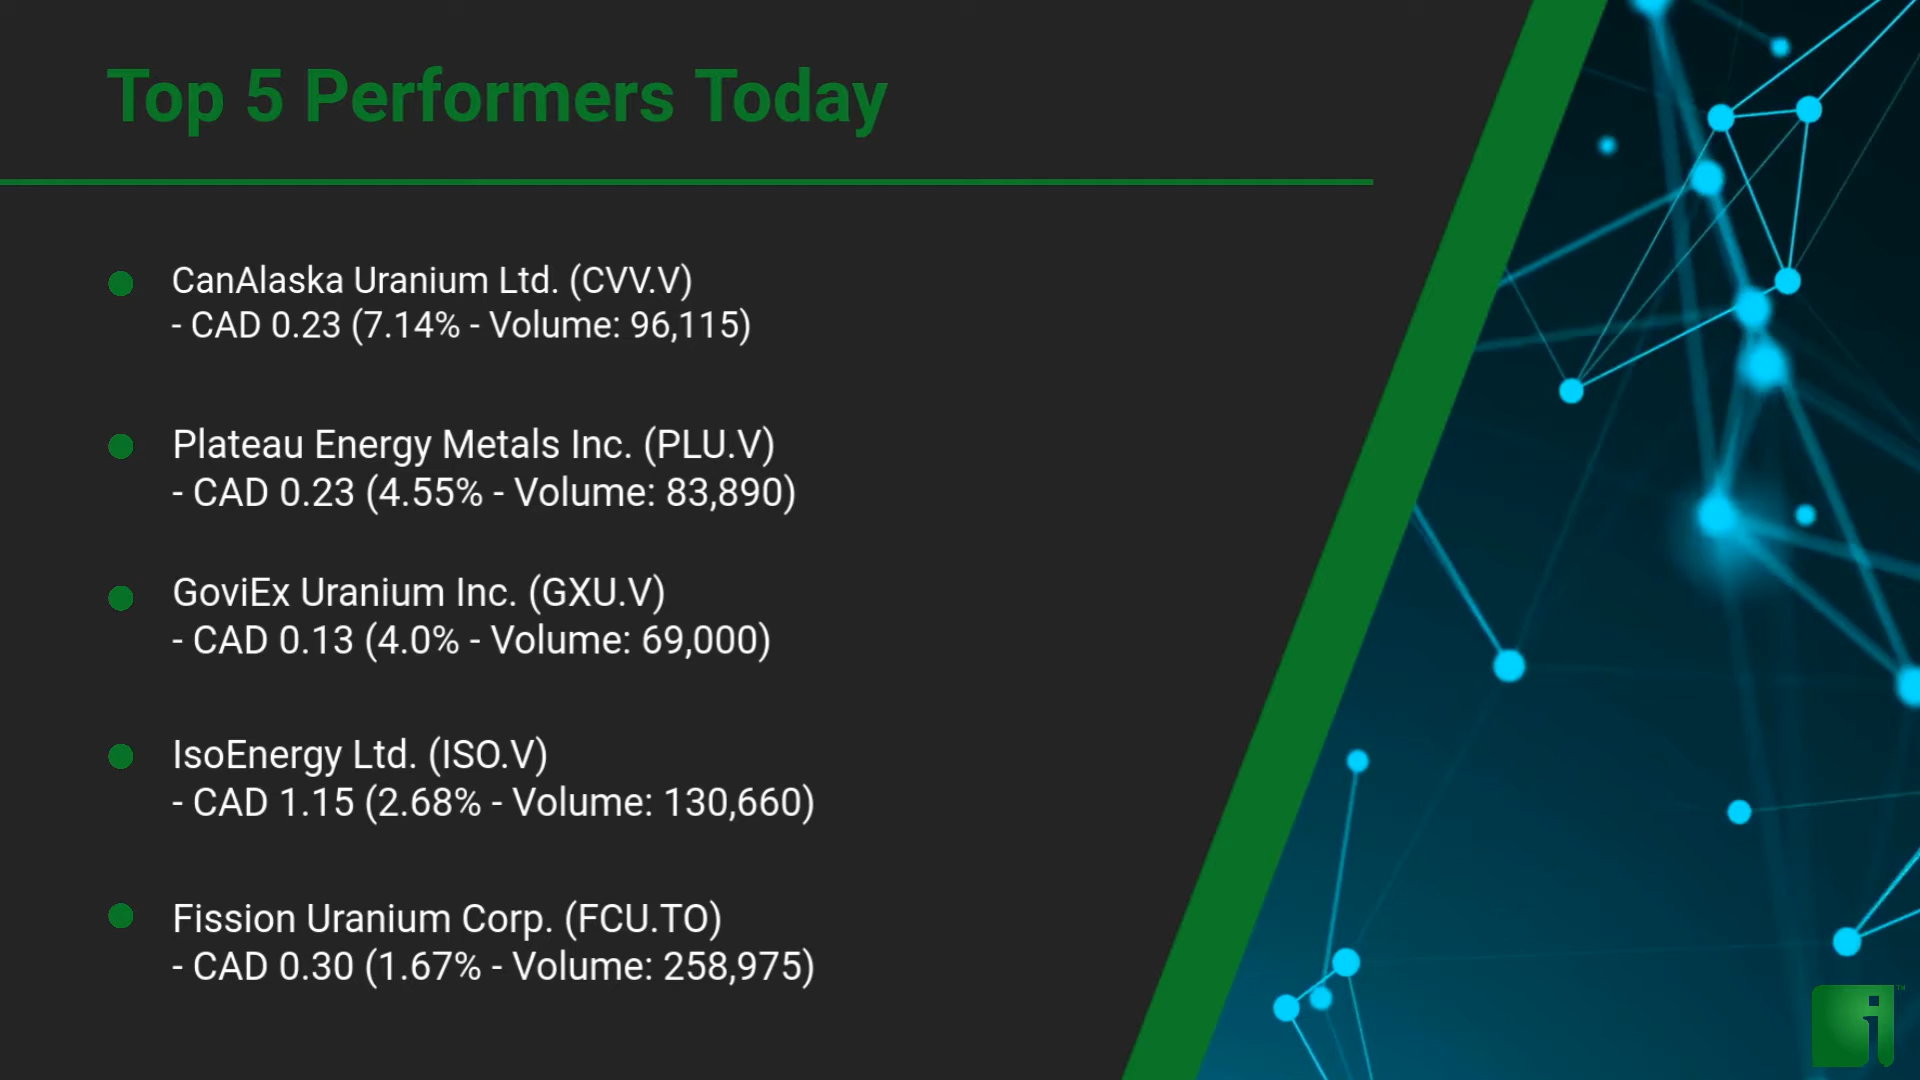 Top 5 Performers Today
CanAlaska Uranium Ltd. (CVV.V)
- CAD 0.23 (7.14% - Volume: 96,115)
Plateau Energy Metals Inc. (PLU.V)
- CAD 0.23 (4.55% - Volume: 83,890)
GoviEx Uranium Inc. (GXU.V)
- CAD 0.13 (4.0% - Volume: 69,000)
IsoEnergy Ltd. (ISO.V)
- CAD 1.15 (2.68% - Volume: 130,660)
Fission Uranium Corp. (FCU.TO)
- CAD 0.30 (1.67% - Volume: 258,975)
i ™